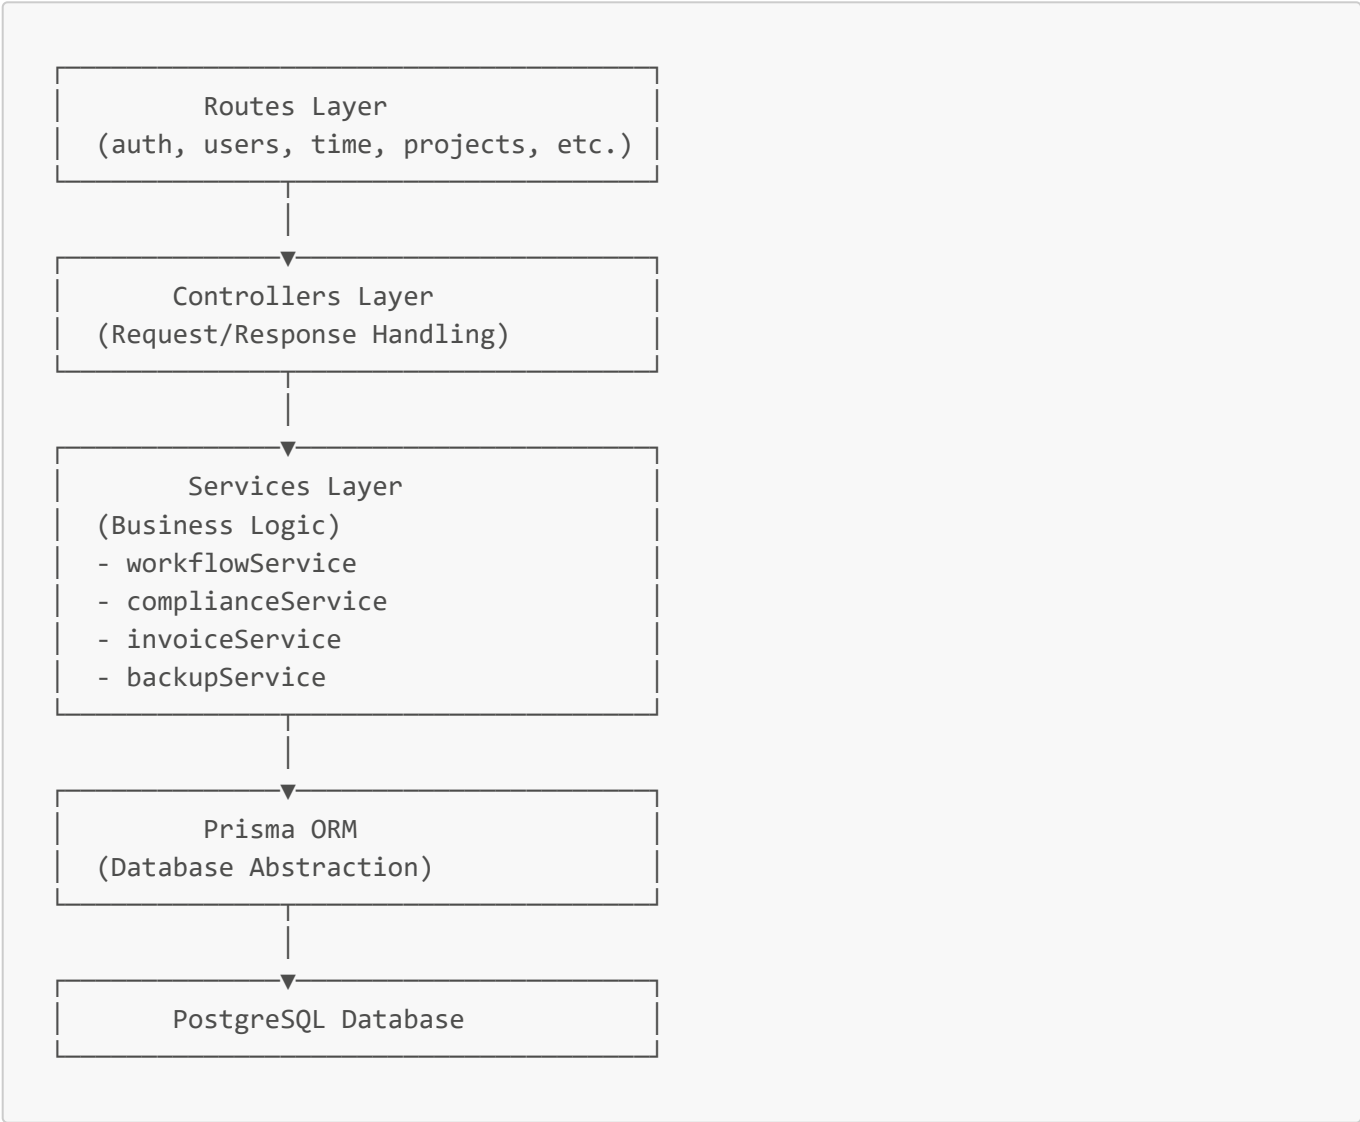 Routes Layer
(auth, users, time, projects, etc.)
Controllers Layer
(Request/Response Handling)
Services Layer
(Business Logic)
- workflowService
- complianceService
- invoiceService
- backupService
Prisma ORM
(Database Abstraction)
PostgreSQL Database